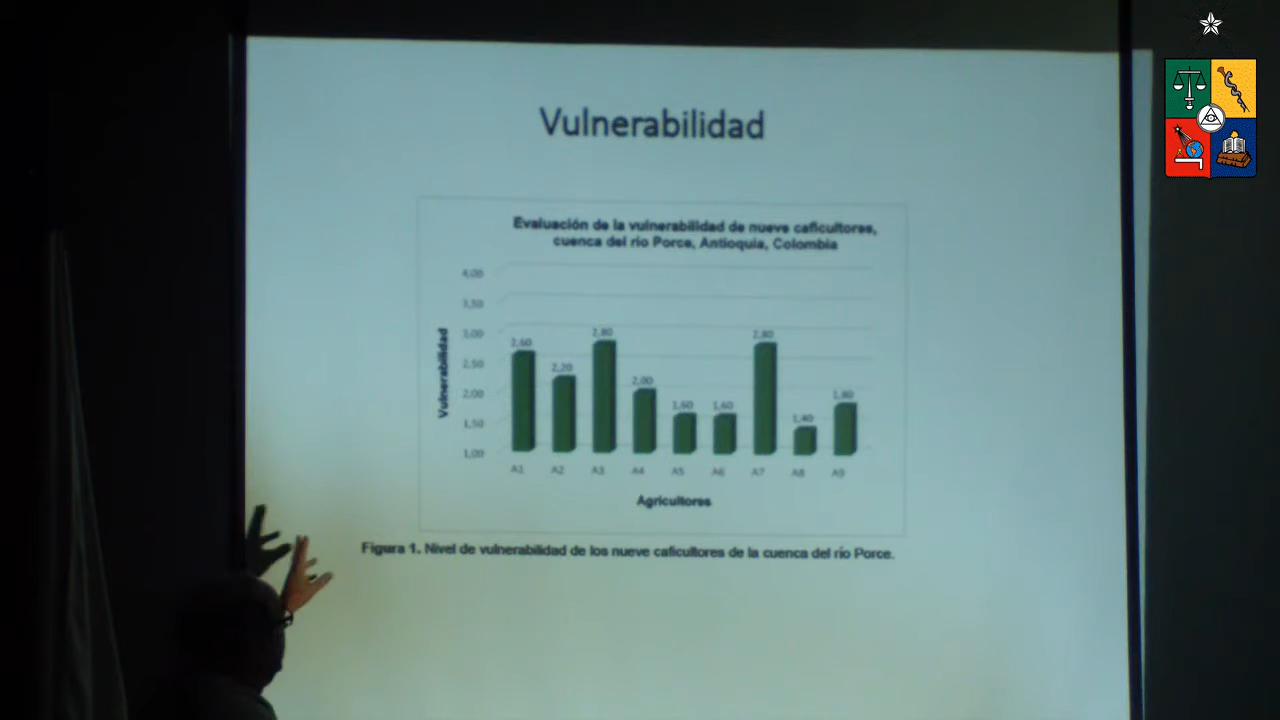 Vulnerabilidad
Evaluación de la vulnerabilidad de nueve caficultores,
cuenca del río Porce, Antioquia, Colombia
Vulnerabilidad
4,00
3,50
3,00
2,50
2,00
1,50
1,00
2,60
2,20
2,80
2,00
1,60
1,60
2,80
1,40
1,80
A1 A2 A3 A4 A5 A6 A7 A8 A9
Agricultores
Figura 1. Nivel de vulnerabilidad de los nueve caficultores de la cuenca del río Porce.